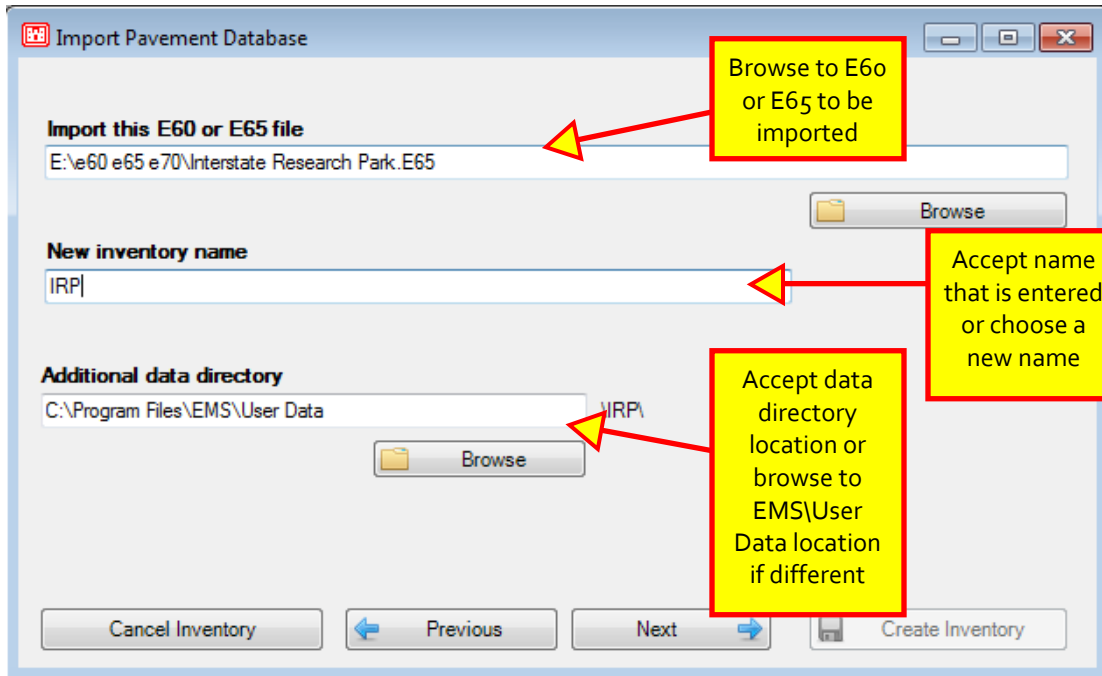 Import Pavement Database
Browse to E60
or E65 to be
imported
Import this E60 or E65 file
E:\e60 e65 e70\Interstate Research Park.E65
Browse
New inventory name
IRP
Accept name
that is entered
or choose a
new name
Additional data directory
C:\Program Files\EMS\User Data
\IRP\
Browse
Accept data
directory
location or
browse to
EMS\User
Data location
if different
Cancel Inventory
Previous
Next
Create Inventory